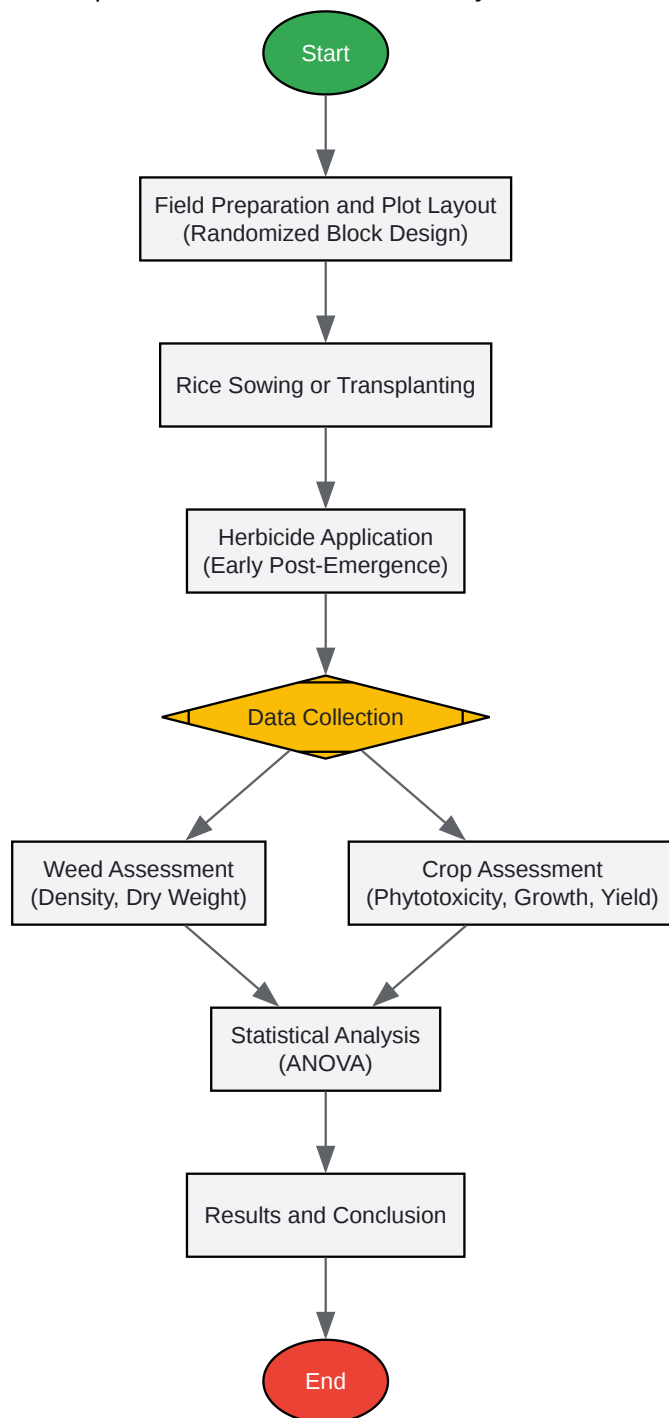 Start
Field Preparation and Plot Layout
(Randomized Block Design)
Rice Sowing or Transplanting
Herbicide Application
(Early Post-Emergence)
Data Collection
Weed Assessment
(Density, Dry Weight)
Crop Assessment
(Phytotoxicity, Growth, Yield)
Statistical Analysis
(ANOVA)
Results and Conclusion
End